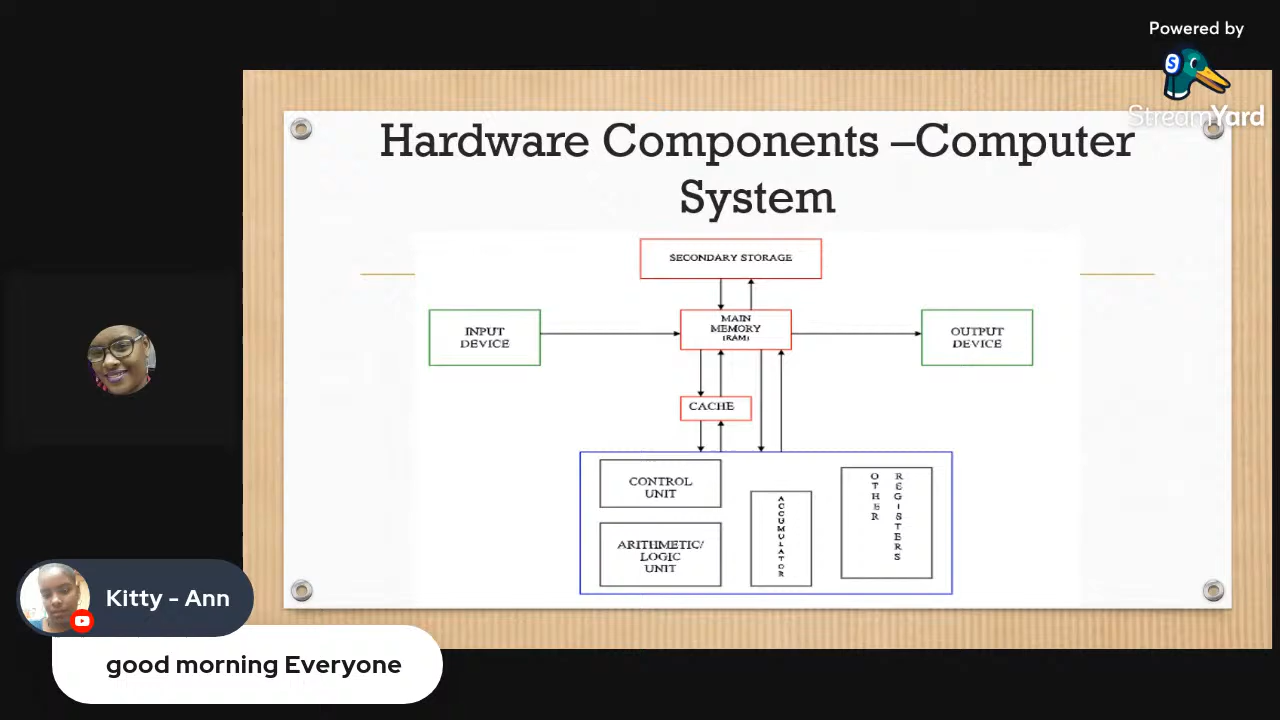 Powered by
S
StreamYard
Hardware Components –Computer
System
SECONDARY STORAGE
INPUT
DEVICE
MAIN
MEMORY
(RAM)
OUTPUT
DEVICE
CACHE
CONTROL
UNIT
ARITHMETIC/
LOGIC
UNIT
ACCUMULATOR
OTHER
REGISTERS
Kitty - Ann
good morning Everyone